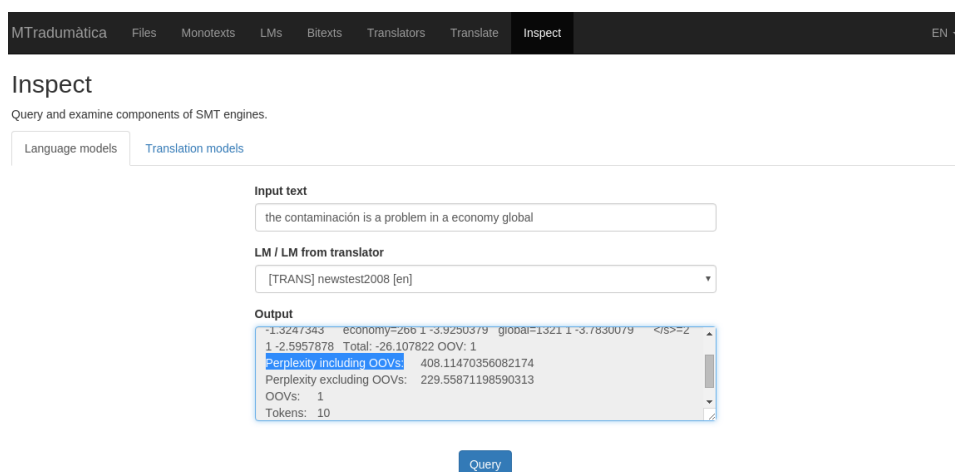 MTradumàtica Files Monotexts LMs Bitexts Translators Translate Inspect EN
Inspect
Query and examine components of SMT engines.
Language models Translation models
Input text
the contaminación is a problem in a economy global
LM / LM from translator
[TRANS] newstest2008 [en]
Output
-1.3247343 economy=266 1 -3.9250379 global=1321 1 -3.7830079 </s>=2
1 -2.5957878 Total: -26.107822 OOV: 1
Perplexity including OOVs: 408.11470356082174
Perplexity excluding OOVs: 229.55871198590313
OOVs: 1
Tokens: 10
Query